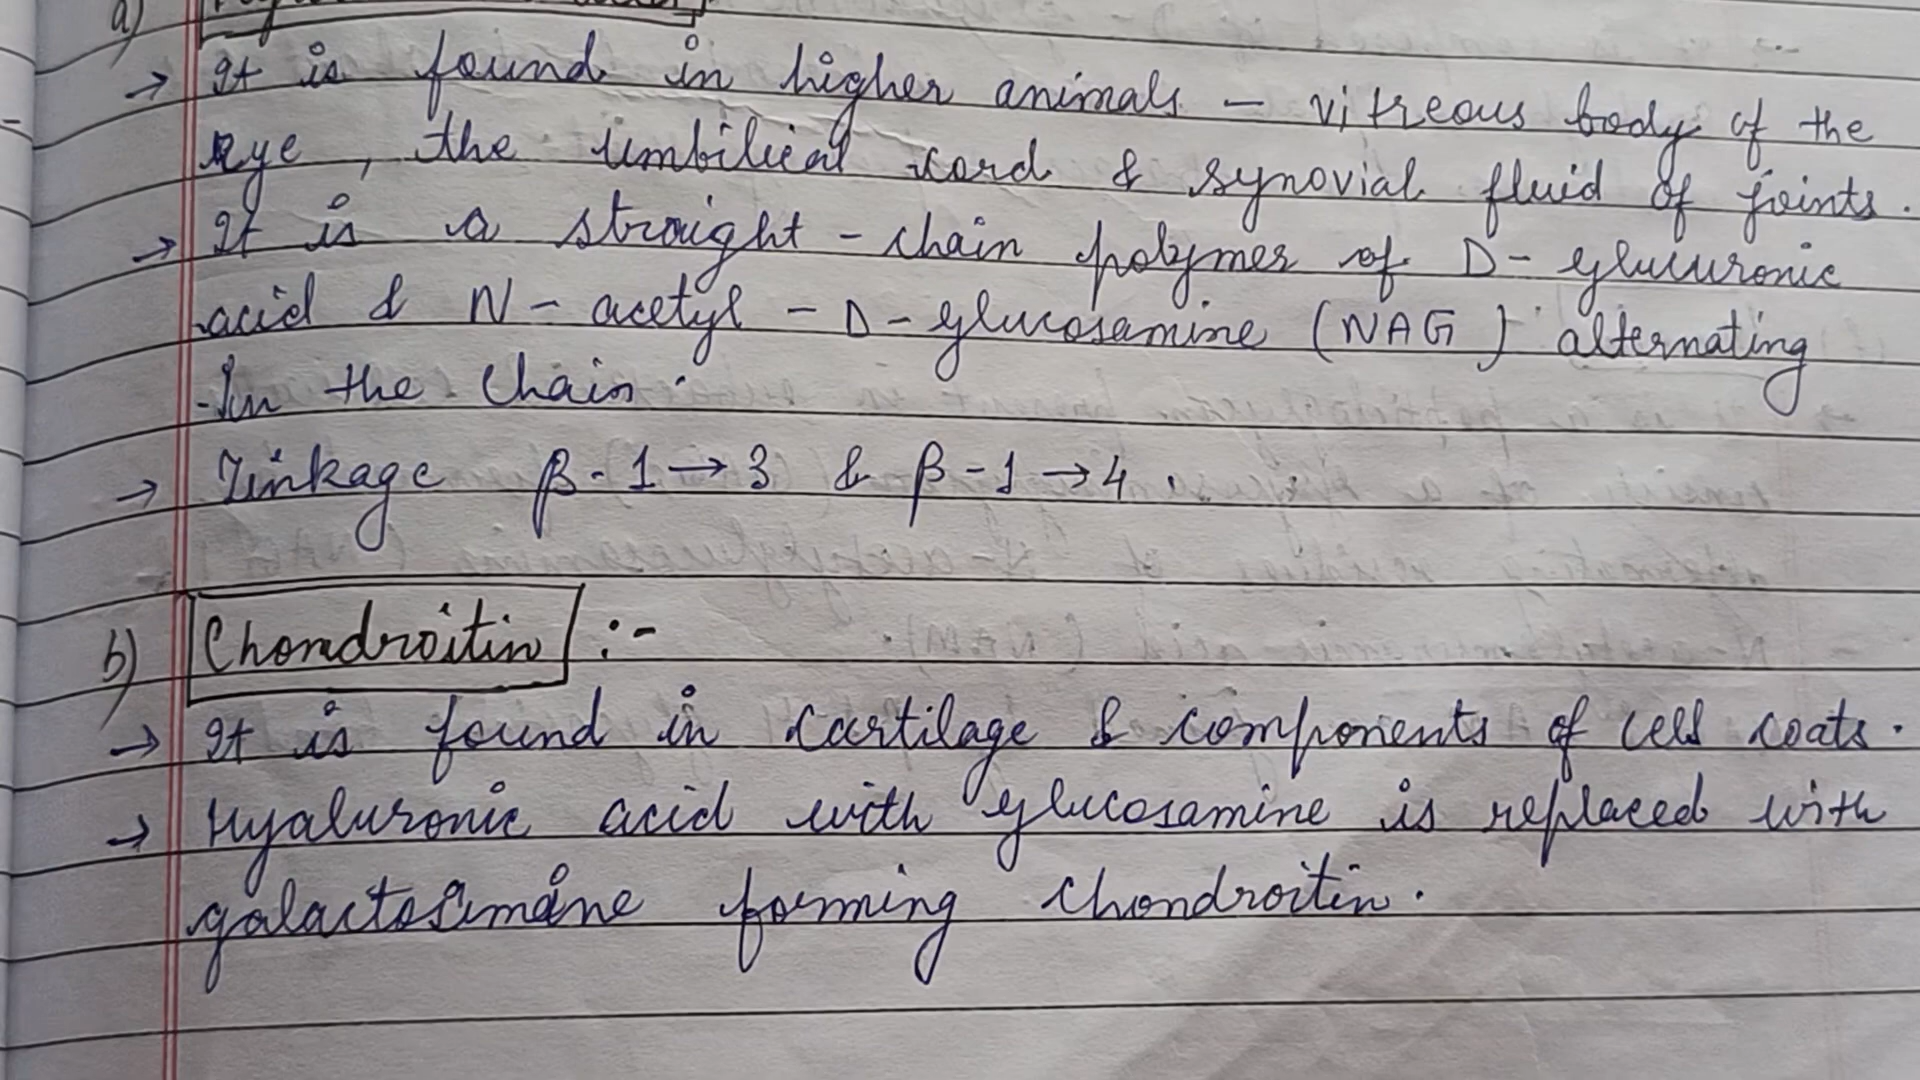 a)
→ It is found in higher animals - vitreous body of the
eye, the umbilical cord & synovial fluid of joints.
→ It is a straight-chain polymer of D-glucuronic
acid & N-acetyl-D-glucosamine (NAG) alternating
in the chain.
→ Linkage β-1→3 & β-1→4.
b) Chondroitin :-
→ It is found in cartilage & components of cell coats.
→ Hyaluronic acid with glucosamine is replaced with
galactosamine forming chondroitin.